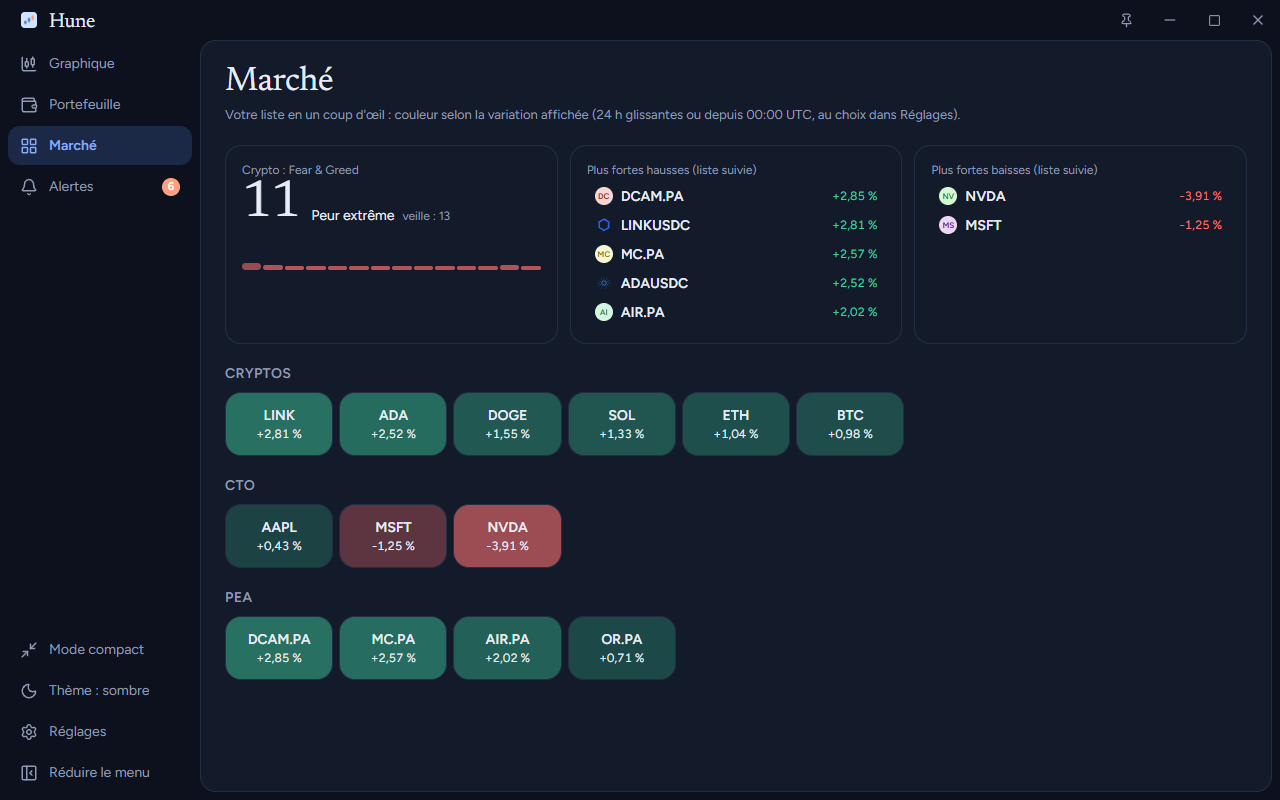 Hune
Graphique
Portefeuille
Marché
Alertes
6
Mode compact
Thème : sombre
Réglages
Réduire le menu
Marché
Votre liste en un coup d'œil : couleur selon la variation affichée (24 h glissantes ou depuis 00:00 UTC, au choix dans Réglages).
Crypto : Fear & Greed
11 Peur extrême veille : 13
Plus fortes hausses (liste suivie)
DC DCAM.PA +2,85 %
LINKUSDC +2,81 %
MC MC.PA +2,57 %
ADAUSDC +2,52 %
AI AIR.PA +2,02 %
Plus fortes baisses (liste suivie)
NV NVDA -3,91 %
MS MSFT -1,25 %
CRYPTOS
LINK ADA DOGE SOL ETH BTC
+2,81 % +2,52 % +1,55 % +1,33 % +1,04 % +0,98 %
CTO
AAPL MSFT NVDA
+0,43 % -1,25 % -3,91 %
PEA
DCAM.PA MC.PA AIR.PA OR.PA
+2,85 % +2,57 % +2,02 % +0,71 %